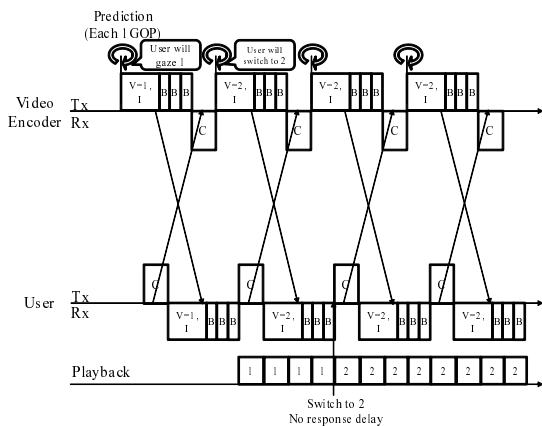 Prediction
(Each 1 GOP)
User will
gaze 1
User will
switch to 2
V=1,
I
B B B
V=2,
I
B B B
V=2,
I
B B B
V=2,
I
B B B
Video
Encoder
Tx
Rx
C
C
C
C
C
C
C
C
User
Tx
Rx
V=1,
I
B B B
V=2,
I
B B B
V=2,
I
B B B
V=2,
I
B B B
Playback
1 1 1 1 2 2 2 2 2 2 2 2
Switch to 2
No response delay